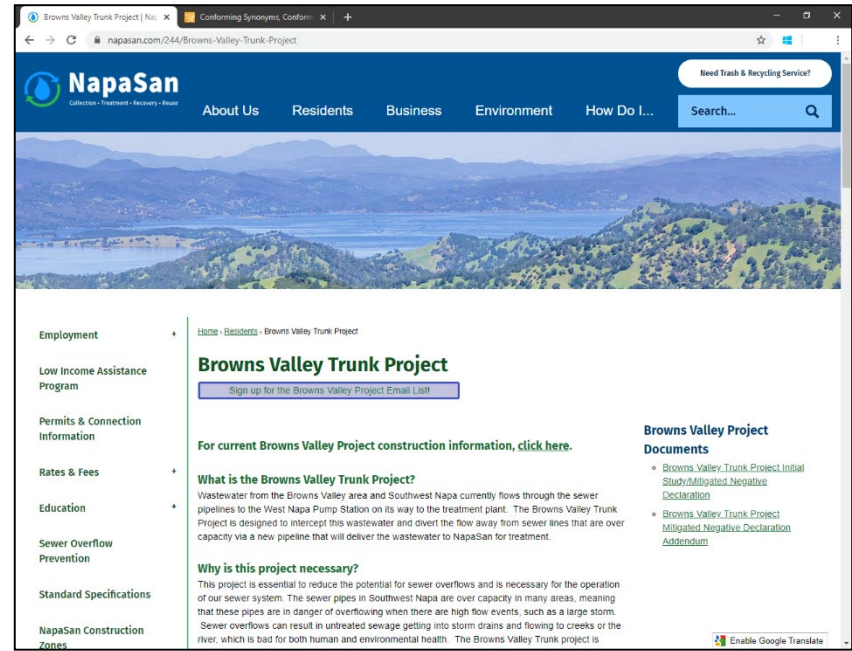 Browns Valley Trunk Project | Nap
Conforming Synonyms, Conform
napasan.com/244/Browns-Valley-Trunk-Project
NapaSan
Collection • Treatment • Recovery • Reuse
Need Trash & Recycling Service?
About Us
Residents
Business
Environment
How Do I...
Search...
Employment +
Low Income Assistance
Program
Permits & Connection
Information
Rates & Fees +
Education +
Sewer Overflow
Prevention
Standard Specifications
NapaSan Construction
Zones
Home › Residents › Browns Valley Trunk Project
Browns Valley Trunk Project
Sign up for the Browns Valley Project Email List!
For current Browns Valley Project construction information, click here.
What is the Browns Valley Trunk Project?
Wastewater from the Browns Valley area and Southwest Napa currently flows through the sewer
pipelines to the West Napa Pump Station on its way to the treatment plant. The Browns Valley Trunk
Project is designed to intercept this wastewater and divert the flow away from sewer lines that are over
capacity via a new pipeline that will deliver the wastewater to NapaSan for treatment.
Why is this project necessary?
This project is essential to reduce the potential for sewer overflows and is necessary for the operation
of our sewer system. The sewer pipes in Southwest Napa are over capacity in many areas, meaning
that these pipes are in danger of overflowing when there are high flow events, such as a large storm.
Sewer overflows can result in untreated sewage getting into storm drains and flowing to creeks or the
river, which is bad for both human and environmental health. The Browns Valley Trunk project is
Browns Valley Project
Documents
Browns Valley Trunk Project Initial
Study/Mitigated Negative
Declaration
Browns Valley Trunk Project
Mitigated Negative Declaration
Addendum
Enable Google Translate